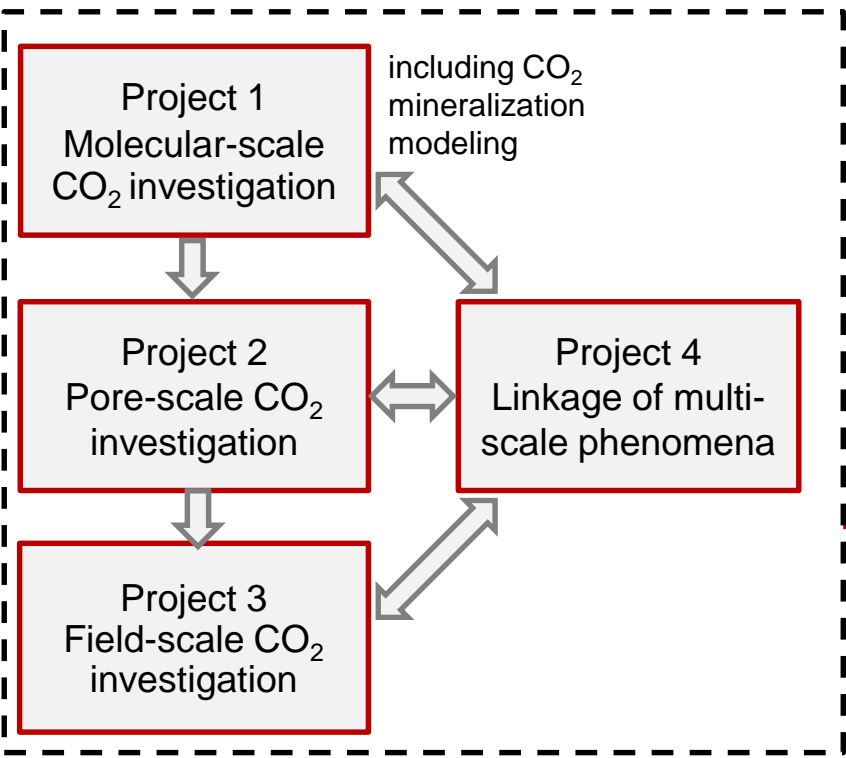 Project 1
Molecular-scale
CO₂ investigation
including CO₂
mineralization
modeling
Project 2
Pore-scale CO₂
investigation
Project 4
Linkage of multi-
scale phenomena
Project 3
Field-scale CO₂
investigation